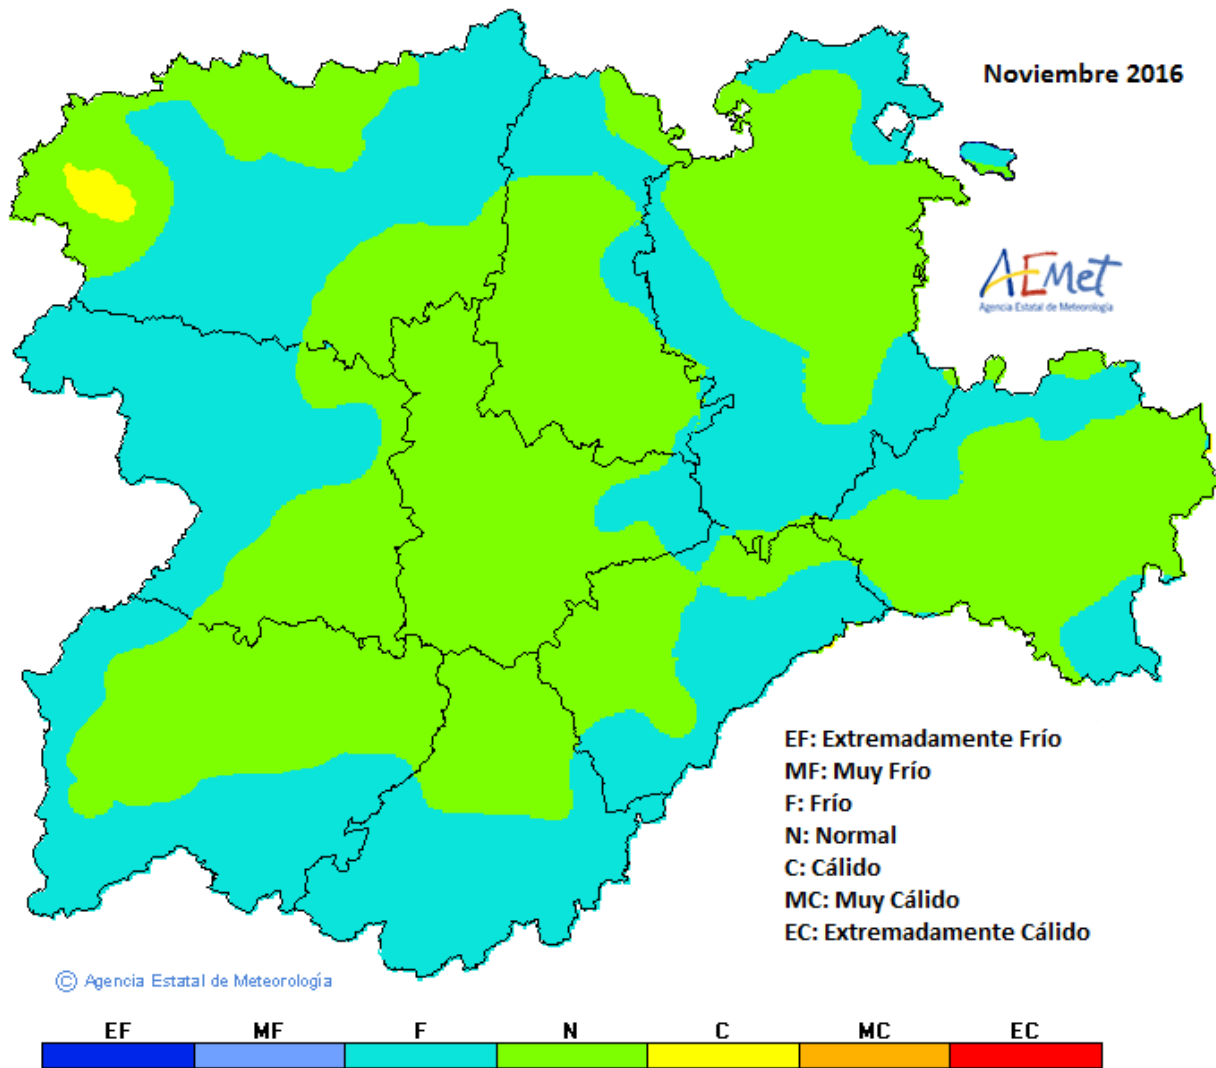 Noviembre 2016
AEMet
Agencia Estatal de Meteorología
EF: Extremadamente Frío
MF: Muy Frío
F: Frío
N: Normal
C: Cálido
MC: Muy Cálido
EC: Extremadamente Cálido
© Agencia Estatal de Meteorología
EF MF F N C MC EC